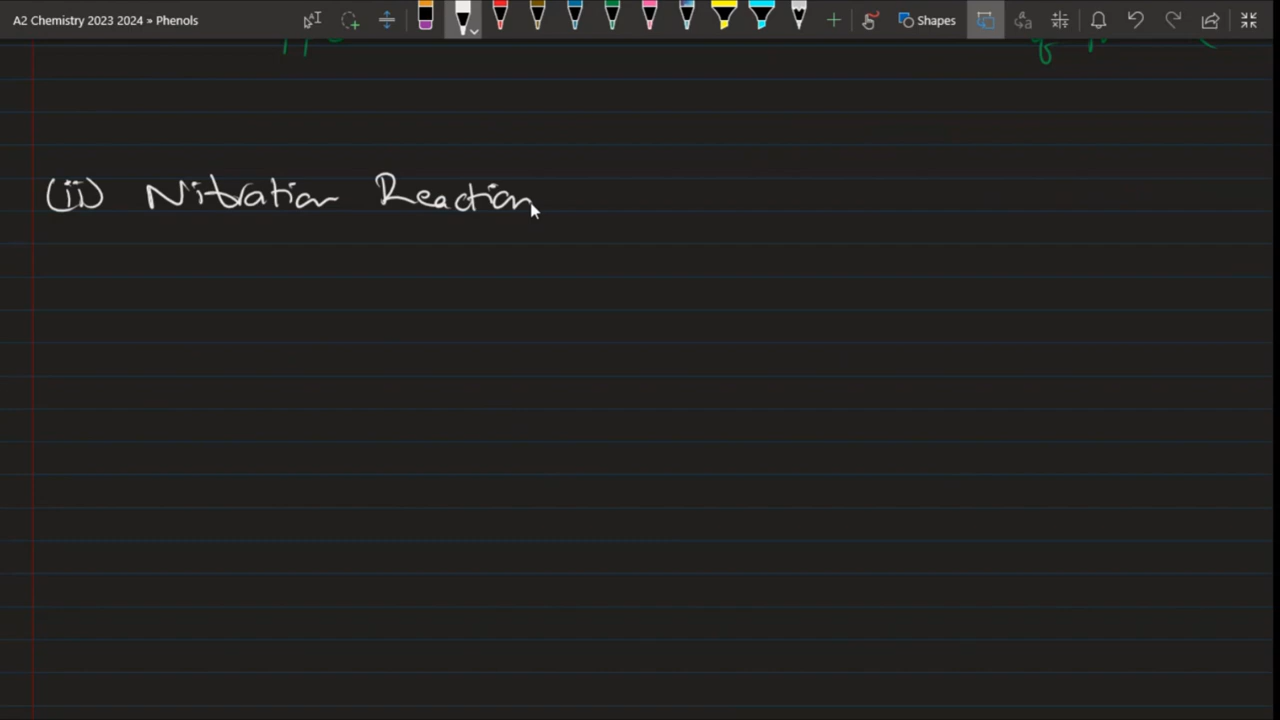 A2 Chemistry 2023 2024 » Phenols
Shapes
(ii) Nitration Reaction